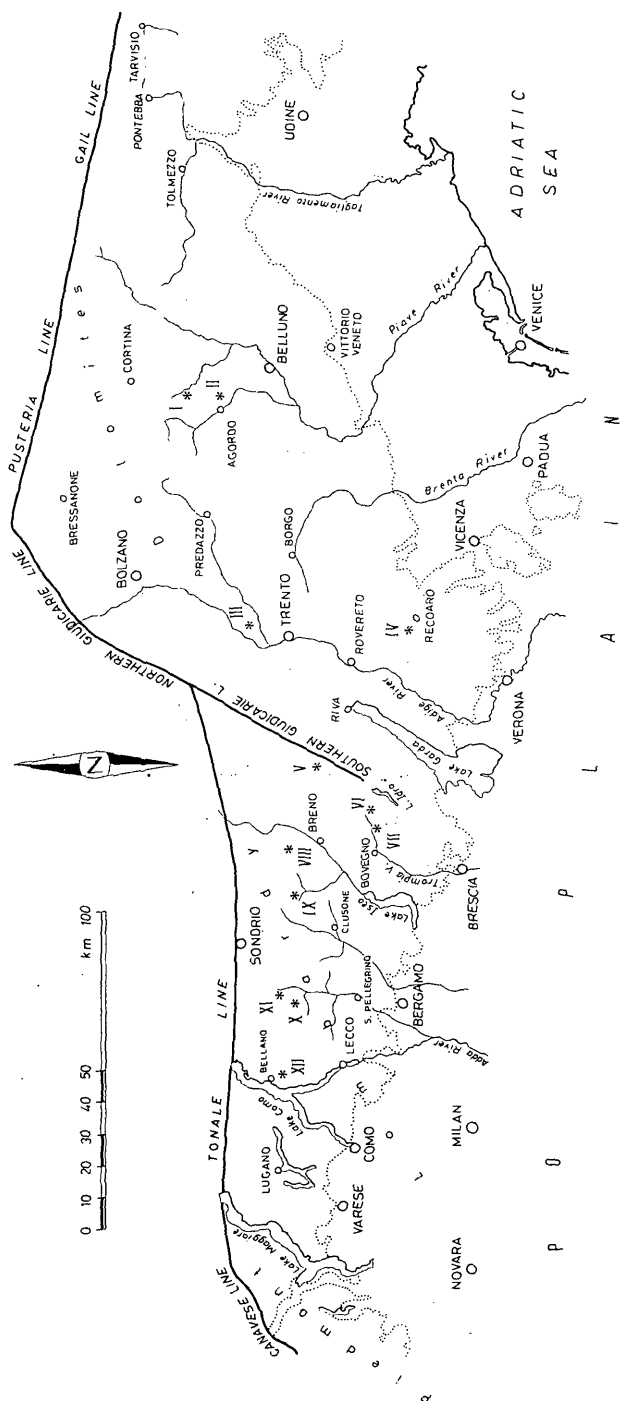 CANAVESE LINE
TONALE LINE
NORTHERN GIUDICARIE LINE
SOUTHERN GIUDICARIE L.
PUSTERIA LINE
GAIL LINE
N
km
0 10 20 30 40 50 100
Lake Maggiore
LUGANO
VARESE
NOVARA
Lake Como
COMO
MILAN
BELLANO
XII
*
LECCO
Adda River
XI
*
X
*
S. PELLEGRINO
BERGAMO
SONDRIO
CLUSONE
IX
*
VIII
*
BRENO
Lake Iseo
BOVEGNO
VII
*
VI
*
Trompia V.
BRESCIA
L. Idro
V
*
RIVA
Lake Garda
ROVERETO
Adige River
VERONA
TRENTO
III
*
BOLZANO
BRESSANONE
PREDAZZO
BORGO
IV
*
RECOARO
VICENZA
Brenta River
PADUA
Dolomites
CORTINA
I
*
II
*
AGORDO
BELLUNO
VITTORIO
VENETO
Piave River
VENICE
TOLMEZZO
PONTEBBA
TARVISIO
UDINE
Tagliamento River
ADRIATIC
SEA
PO PLAIN